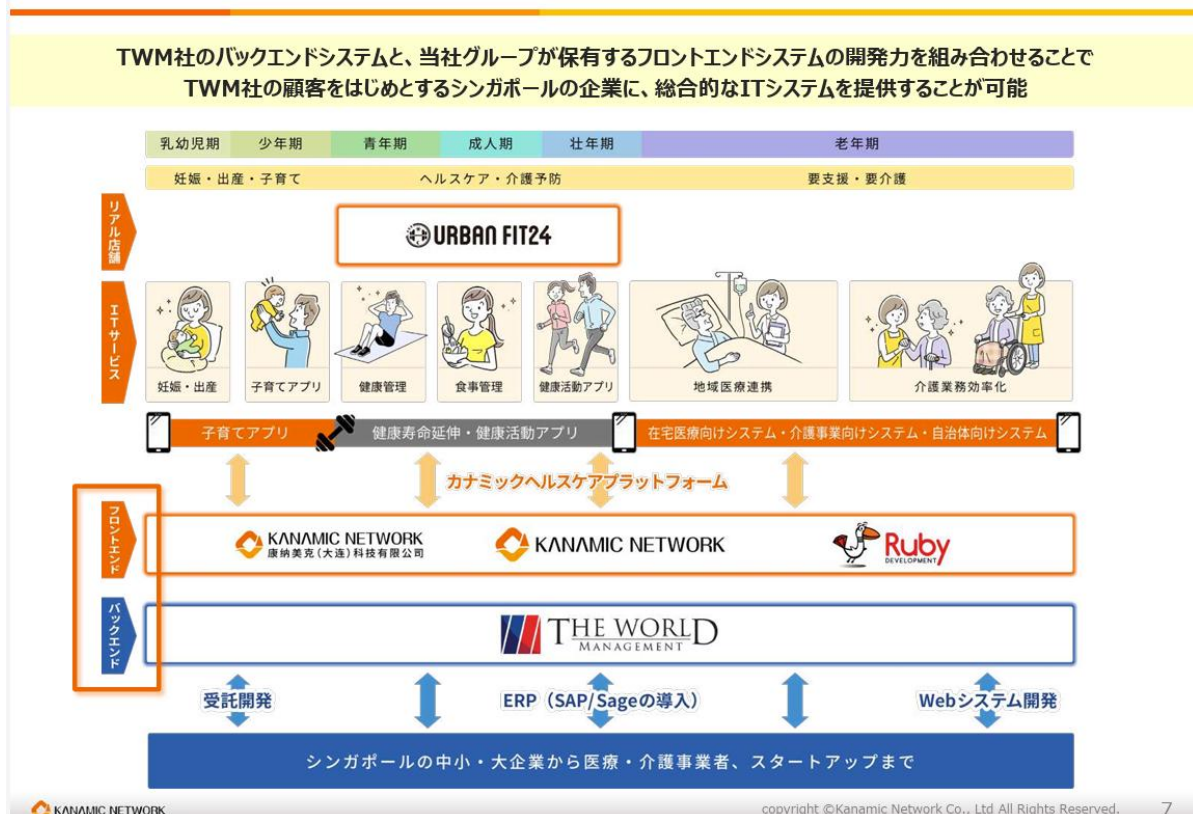 TWM社のバックエンドシステムと、当社グループが保有するフロントエンドシステムの開発力を組み合わせることで
TWM社の顧客をはじめとするシンガポールの企業に、総合的なITシステムを提供することが可能
乳幼児期 少年期 青年期 成人期 壮年期 老年期
妊娠・出産・子育て ヘルスケア・介護予防 要支援・要介護
リアル店舗
URBAN FIT24
ITサービス
妊娠・出産 子育てアプリ 健康管理 食事管理 健康活動アプリ 地域医療連携 介護業務効率化
子育てアプリ 健康寿命延伸・健康活動アプリ 在宅医療向けシステム・介護事業向けシステム・自治体向けシステム
カナミックヘルスケアプラットフォーム
フロントエンド
KANAMIC NETWORK
康纳美克(大连)科技有限公司
KANAMIC NETWORK
Ruby
DEVELOPMENT
バックエンド
THE WORLD
MANAGEMENT
受託開発 ERP（SAP/Sageの導入） Webシステム開発
シンガポールの中小・大企業から医療・介護事業者、スタートアップまで
KANAMIC NETWORK copyright ©Kanamic Network Co., Ltd All Rights Reserved. 7